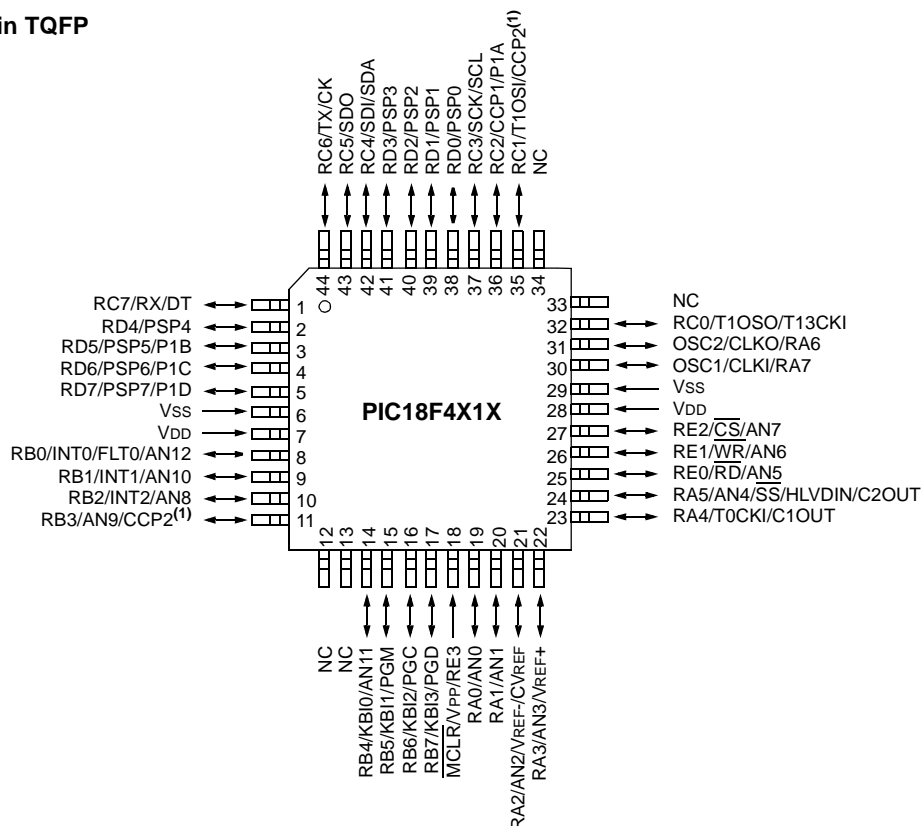 in TQFP
RC6/TX/CK
RC5/SDO
RC4/SDI/SDA
RD3/PSP3
RD2/PSP2
RD1/PSP1
RD0/PSP0
RC3/SCK/SCL
RC2/CCP1/P1A
RC1/T1OSI/CCP2(1)
NC
44
43
42
41
40
39
38
37
36
35
34
RC7/RX/DT 1
RD4/PSP4 2
RD5/PSP5/P1B 3
RD6/PSP6/P1C 4
RD7/PSP7/P1D 5
VSS 6
VDD 7
RB0/INT0/FLT0/AN12 8
RB1/INT1/AN10 9
RB2/INT2/AN8 10
RB3/AN9/CCP2(1) 11
PIC18F4X1X
33 NC
32 RC0/T1OSO/T13CKI
31 OSC2/CLKO/RA6
30 OSC1/CLKI/RA7
29 VSS
28 VDD
27 RE2/CS/AN7
26 RE1/WR/AN6
25 RE0/RD/AN5
24 RA5/AN4/SS/HLVDIN/C2OUT
23 RA4/T0CKI/C1OUT
12
13
14
15
16
17
18
19
20
21
22
NC
NC
RB4/KBI0/AN11
RB5/KBI1/PGM
RB6/KBI2/PGC
RB7/KBI3/PGD
MCLR/VPP/RE3
RA0/AN0
RA1/AN1
RA2/AN2/VREF-/CVREF
RA3/AN3/VREF+